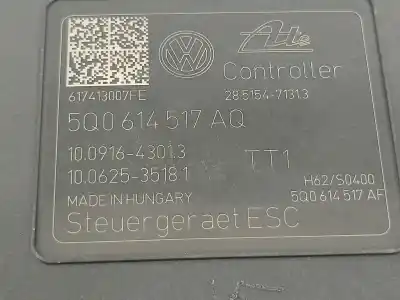 Ate
Controller
617413007FE
28.5154-7131.3
5Q0 614 517 AQ
10.0916-4301.3
TT1
10.0625-3518.1
H62/S0400
MADE IN HUNGARY
5Q0 614 517 AF
Steuergeraet ESC